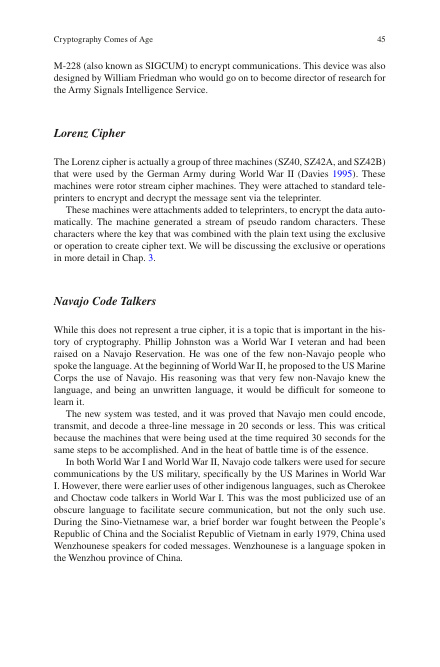 Cryptography Comes of Age 45
M-228 (also known as SIGCUM) to encrypt communications. This device was also
designed by William Friedman who would go on to become director of research for
the Army Signals Intelligence Service.
Lorenz Cipher
The Lorenz cipher is actually a group of three machines (SZ40, SZ42A, and SZ42B)
that were used by the German Army during World War II (Davies 1995). These
machines were rotor stream cipher machines. They were attached to standard tele-
printers to encrypt and decrypt the message sent via the teleprinter.
These machines were attachments added to teleprinters, to encrypt the data auto-
matically. The machine generated a stream of pseudo random characters. These
characters where the key that was combined with the plain text using the exclusive
or operation to create cipher text. We will be discussing the exclusive or operations
in more detail in Chap. 3.
Navajo Code Talkers
While this does not represent a true cipher, it is a topic that is important in the his-
tory of cryptography. Phillip Johnston was a World War I veteran and had been
raised on a Navajo Reservation. He was one of the few non-Navajo people who
spoke the language. At the beginning of World War II, he proposed to the US Marine
Corps the use of Navajo. His reasoning was that very few non-Navajo knew the
language, and being an unwritten language, it would be difficult for someone to
learn it.
The new system was tested, and it was proved that Navajo men could encode,
transmit, and decode a three-line message in 20 seconds or less. This was critical
because the machines that were being used at the time required 30 seconds for the
same steps to be accomplished. And in the heat of battle time is of the essence.
In both World War I and World War II, Navajo code talkers were used for secure
communications by the US military, specifically by the US Marines in World War
I. However, there were earlier uses of other indigenous languages, such as Cherokee
and Choctaw code talkers in World War I. This was the most publicized use of an
obscure language to facilitate secure communication, but not the only such use.
During the Sino-Vietnamese war, a brief border war fought between the People's
Republic of China and the Socialist Republic of Vietnam in early 1979, China used
Wenzhounese speakers for coded messages. Wenzhounese is a language spoken in
the Wenzhou province of China.